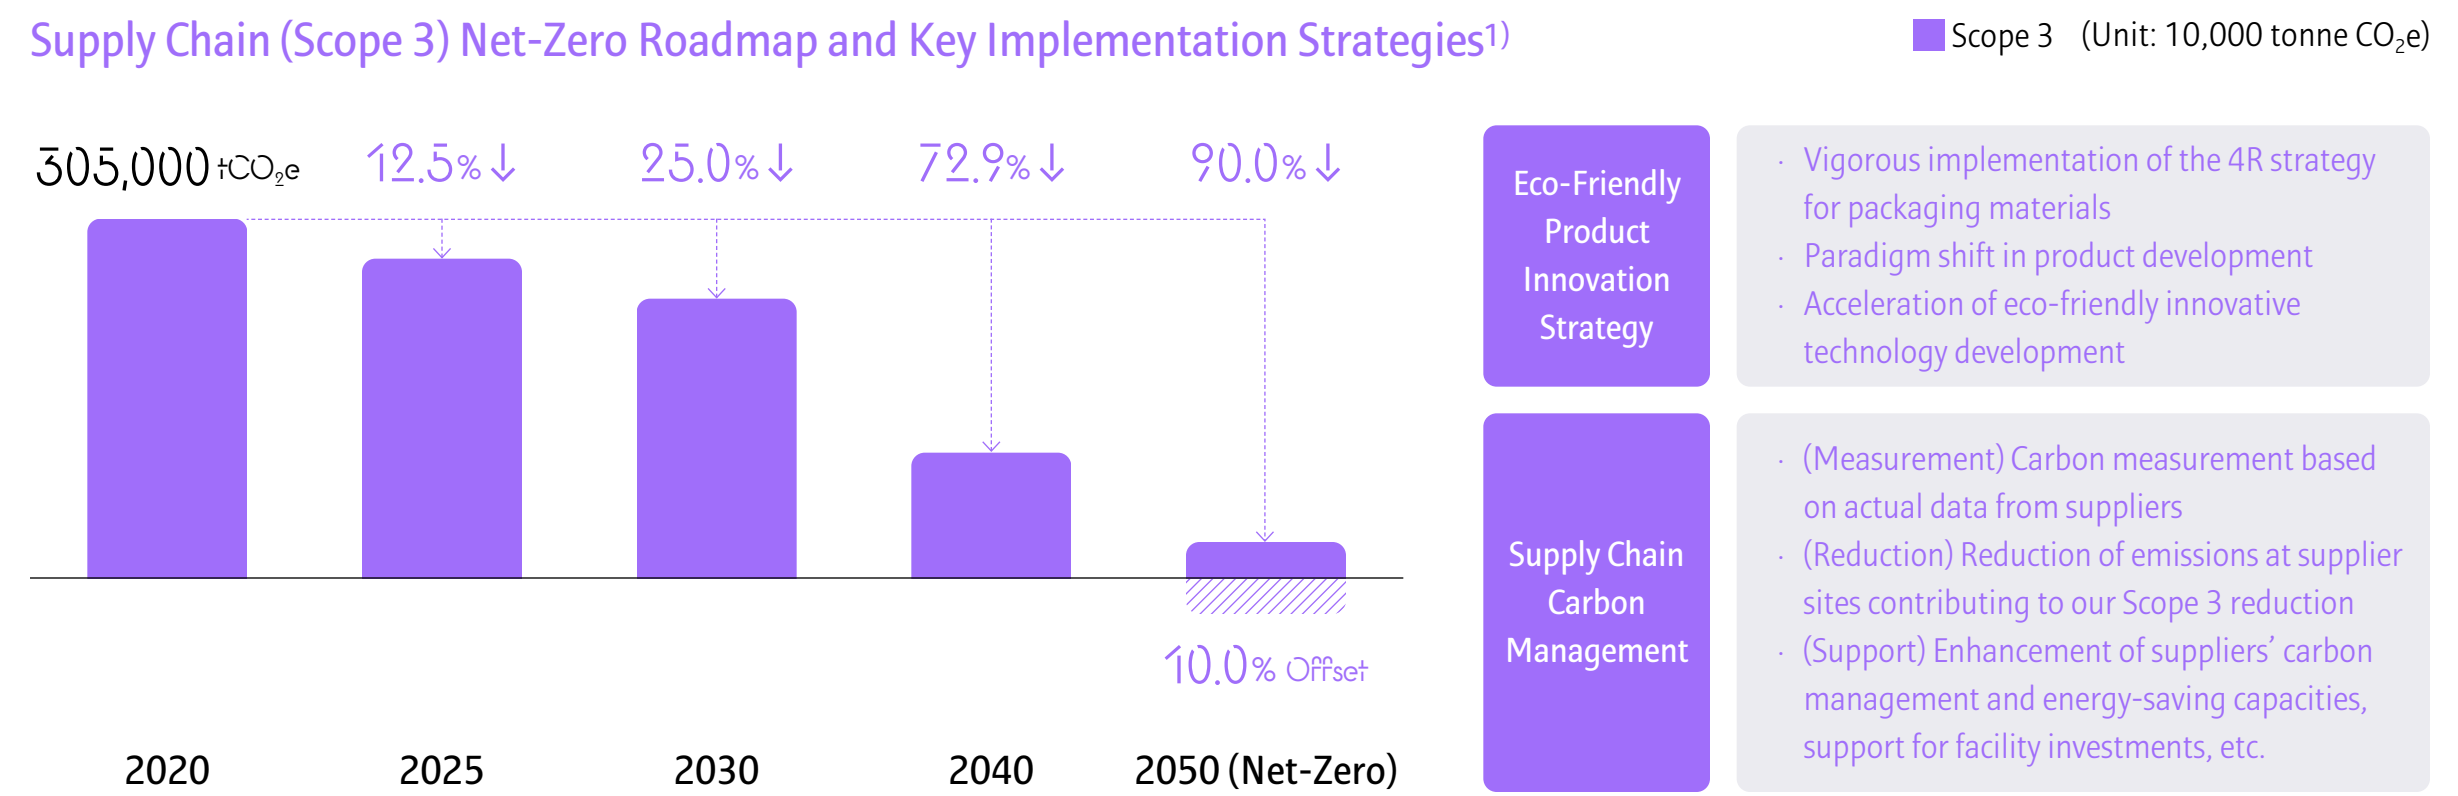 Supply Chain (Scope 3) Net-Zero Roadmap and Key Implementation Strategies1)
Scope 3 (Unit: 10,000 tonne CO₂e)
305,000 tCO₂e
12.5% ↓
25.0% ↓
72.9% ↓
90.0% ↓
10.0% Offset
2020
2025
2030
2040
2050 (Net-Zero)
Eco-Friendly
Product
Innovation
Strategy
· Vigorous implementation of the 4R strategy
for packaging materials
· Paradigm shift in product development
· Acceleration of eco-friendly innovative
technology development
Supply Chain
Carbon
Management
· (Measurement) Carbon measurement based
on actual data from suppliers
· (Reduction) Reduction of emissions at supplier
sites contributing to our Scope 3 reduction
· (Support) Enhancement of suppliers’ carbon
management and energy-saving capacities,
support for facility investments, etc.